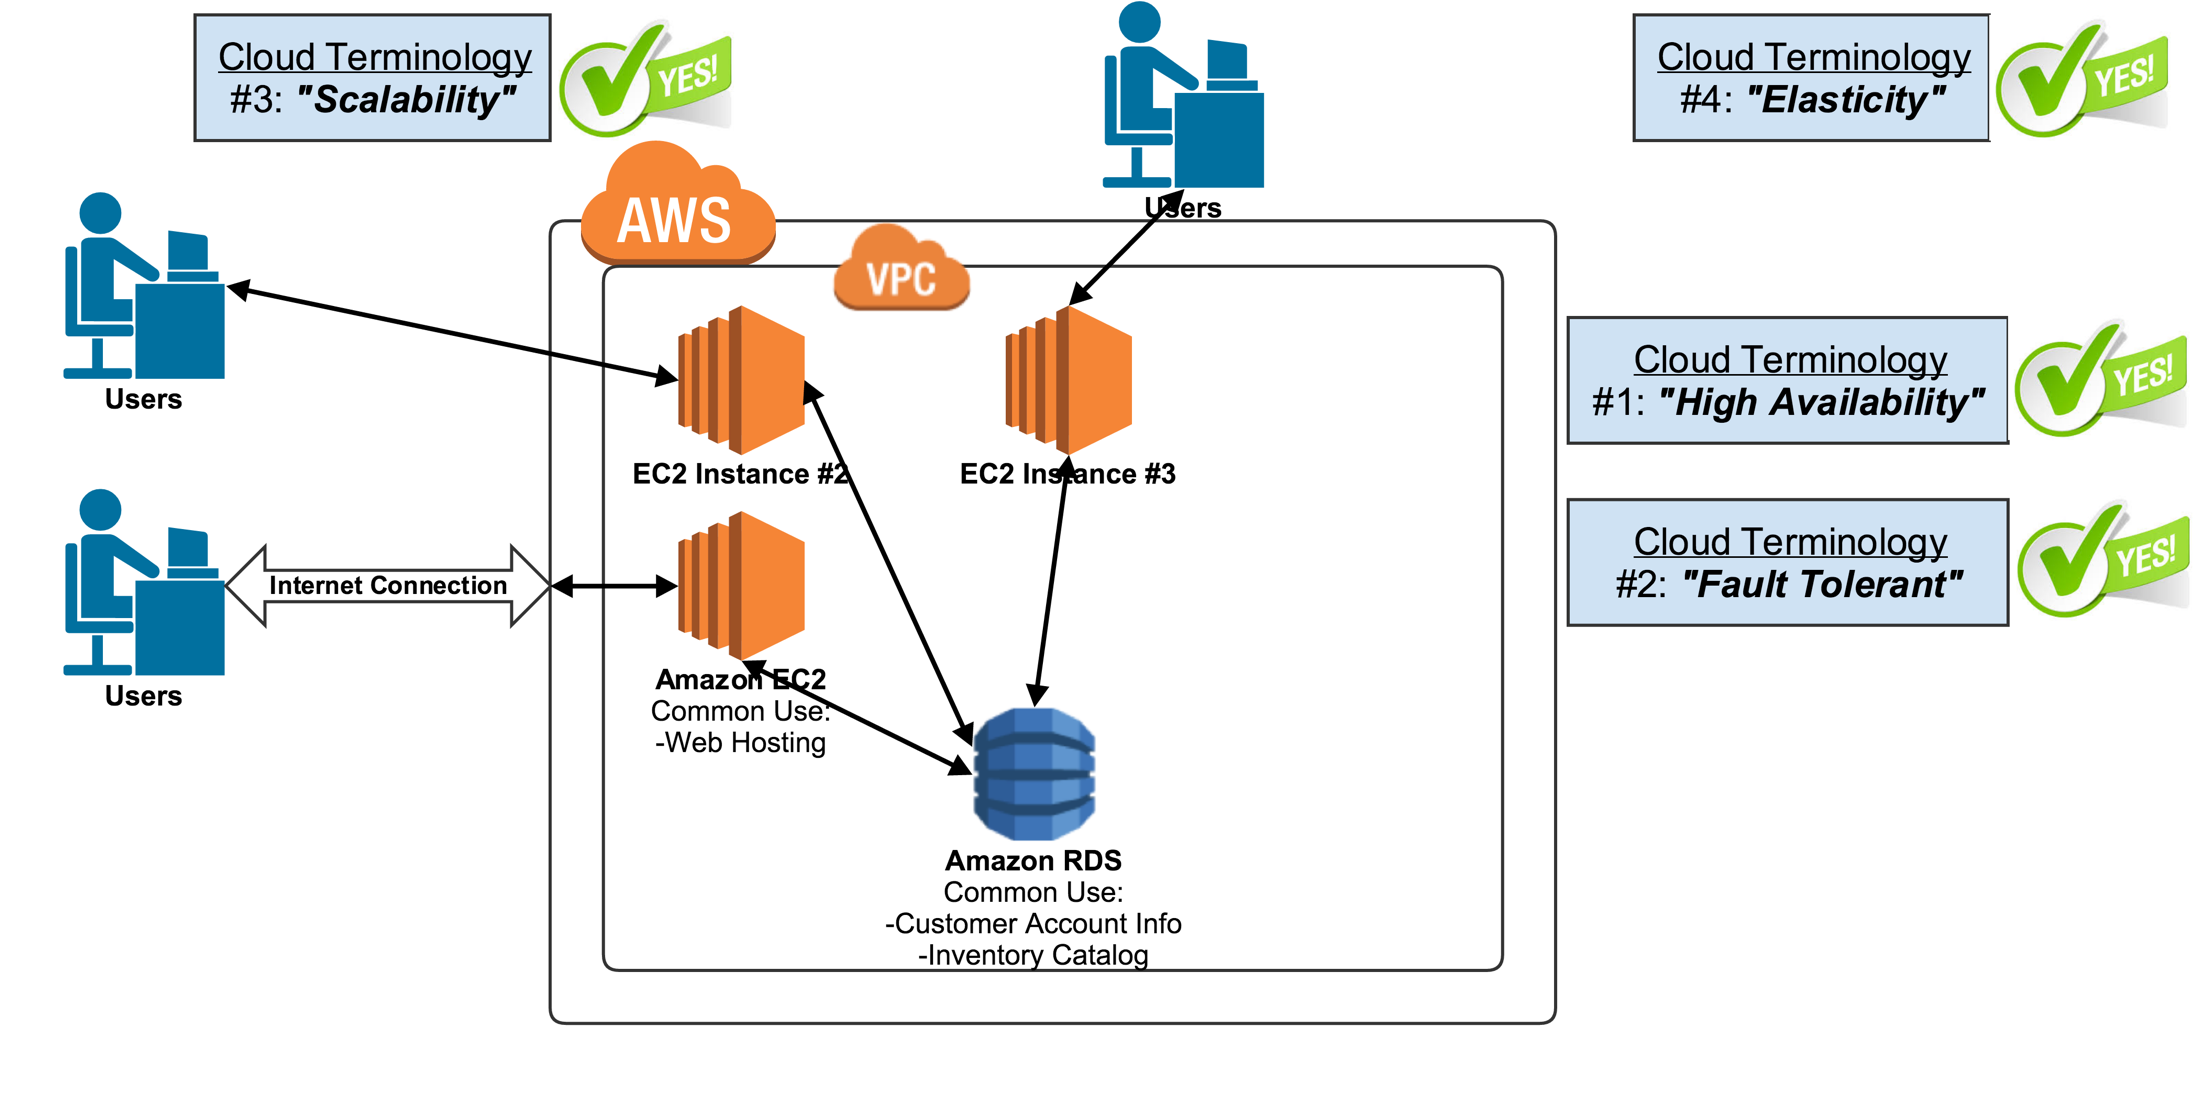 Cloud Terminology
#3: "Scalability"
YES!
Cloud Terminology
#4: "Elasticity"
YES!
Users
AWS
VPC
Users
EC2 Instance #2
EC2 Instance #3
Cloud Terminology
#1: "High Availability"
YES!
Cloud Terminology
#2: "Fault Tolerant"
YES!
Internet Connection
Users
Amazon EC2
Common Use:
-Web Hosting
Amazon RDS
Common Use:
-Customer Account Info
-Inventory Catalog